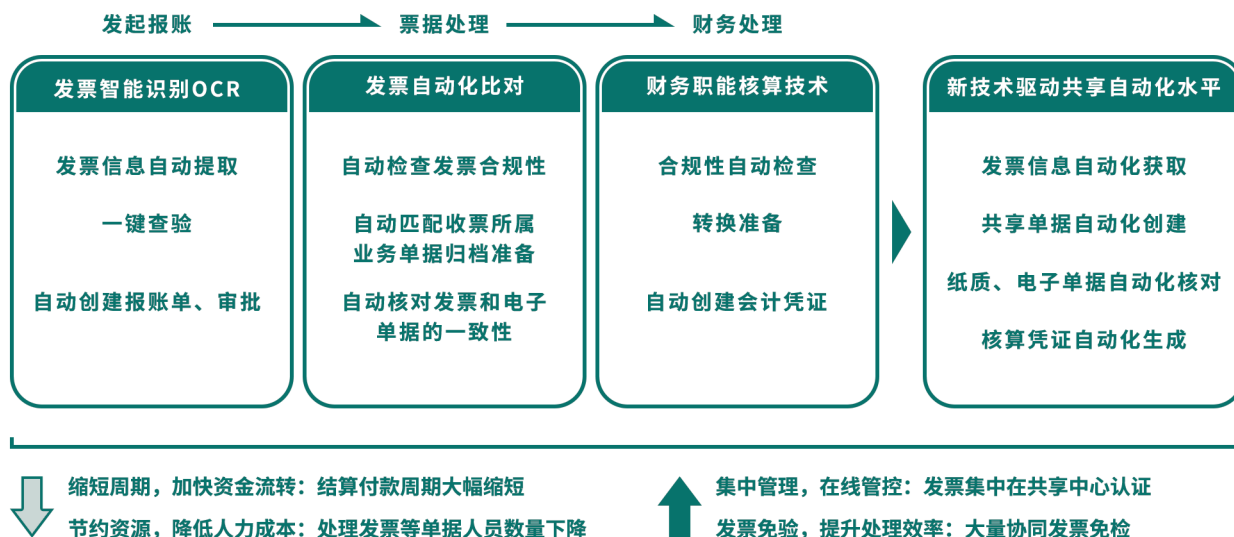 发起报账
票据处理
财务处理
发票智能识别OCR
发票信息自动提取
一键查验
自动创建报账单、审批
发票自动化比对
自动检查发票合规性
自动匹配收票所属
业务单据归档准备
自动核对发票和电子
单据的一致性
财务职能核算技术
合规性自动检查
转换准备
自动创建会计凭证
新技术驱动共享自动化水平
发票信息自动化获取
共享单据自动化创建
纸质、电子单据自动化核对
核算凭证自动化生成
缩短周期，加快资金流转：结算付款周期大幅缩短
节约资源，降低人力成本：处理发票等单据人员数量下降
集中管理，在线管控：发票集中在共享中心认证
发票免验，提升处理效率：大量协同发票免检